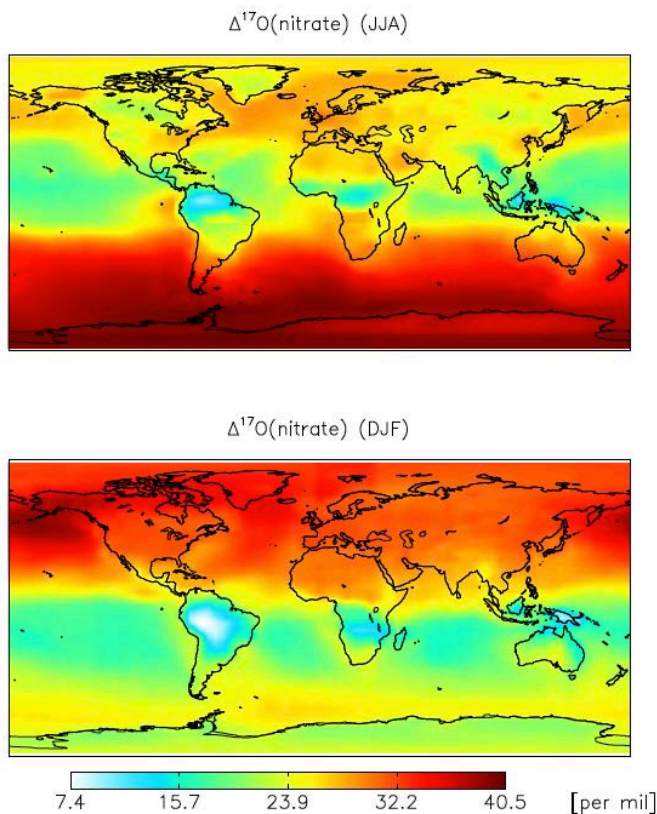 Δ¹⁷O(nitrate) (JJA)
Δ¹⁷O(nitrate) (DJF)
7.4 15.7 23.9 32.2 40.5 [per mil]